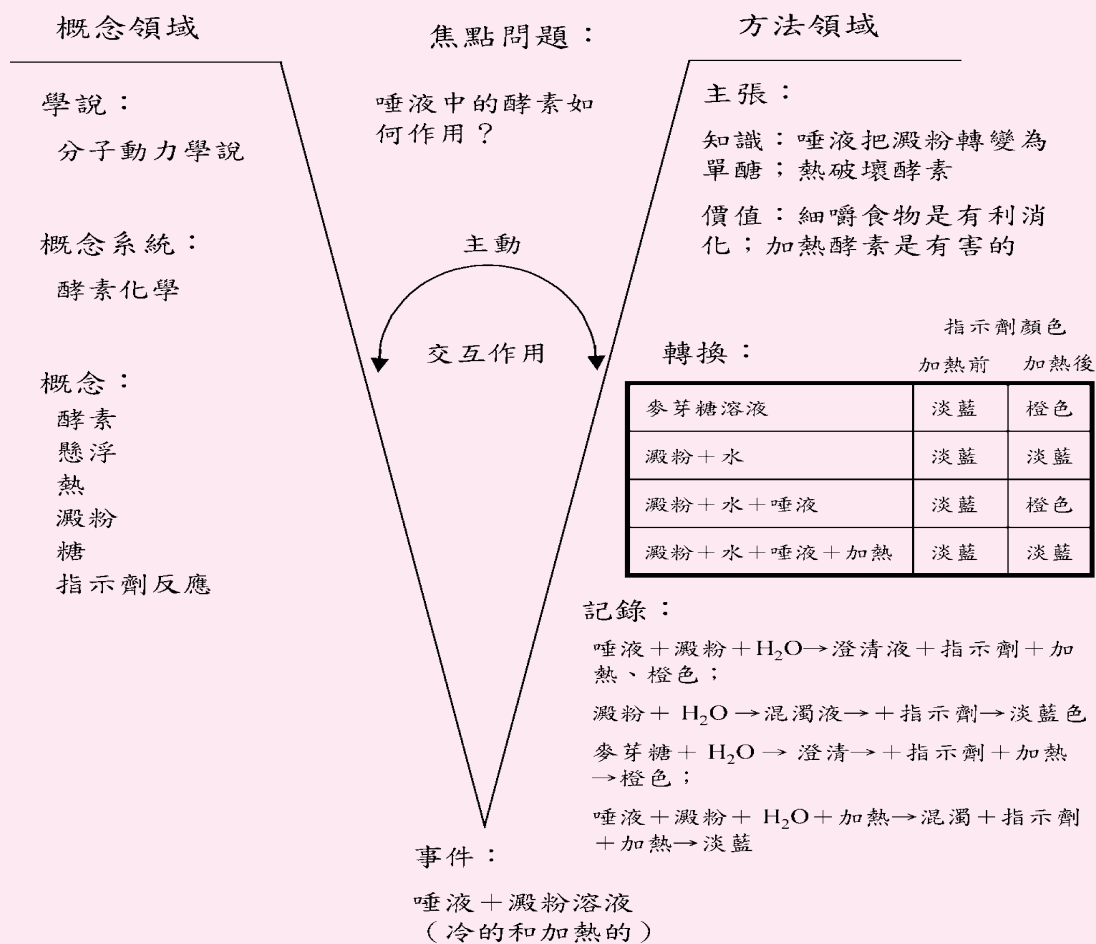 概念領域
學說：
分子動力學說
概念系統：
酵素化學
概念：
酵素
懸浮
熱
澱粉
糖
指示劑反應
焦點問題：
唾液中的酵素如
何作用？
主動
交互作用
事件：
唾液＋澱粉溶液
（冷的和加熱的）
方法領域
主張：
知識：唾液把澱粉轉變為
單醣；熱破壞酵素
價值：細嚼食物是有利消
化；加熱酵素是有害的
轉換：
指示劑顏色
加熱前 加熱後
麥芽糖溶液 淡藍 橙色
澱粉＋水 淡藍 淡藍
澱粉＋水＋唾液 淡藍 橙色
澱粉＋水＋唾液＋加熱 淡藍 淡藍
記錄：
唾液＋澱粉＋H₂O→澄清液＋指示劑＋加
熱、橙色；
澱粉＋ H₂O →混濁液→＋指示劑→淡藍色
麥芽糖＋ H₂O → 澄清→＋指示劑＋加熱
→橙色；
唾液＋澱粉＋ H₂O＋加熱→混濁＋指示劑
＋加熱→淡藍